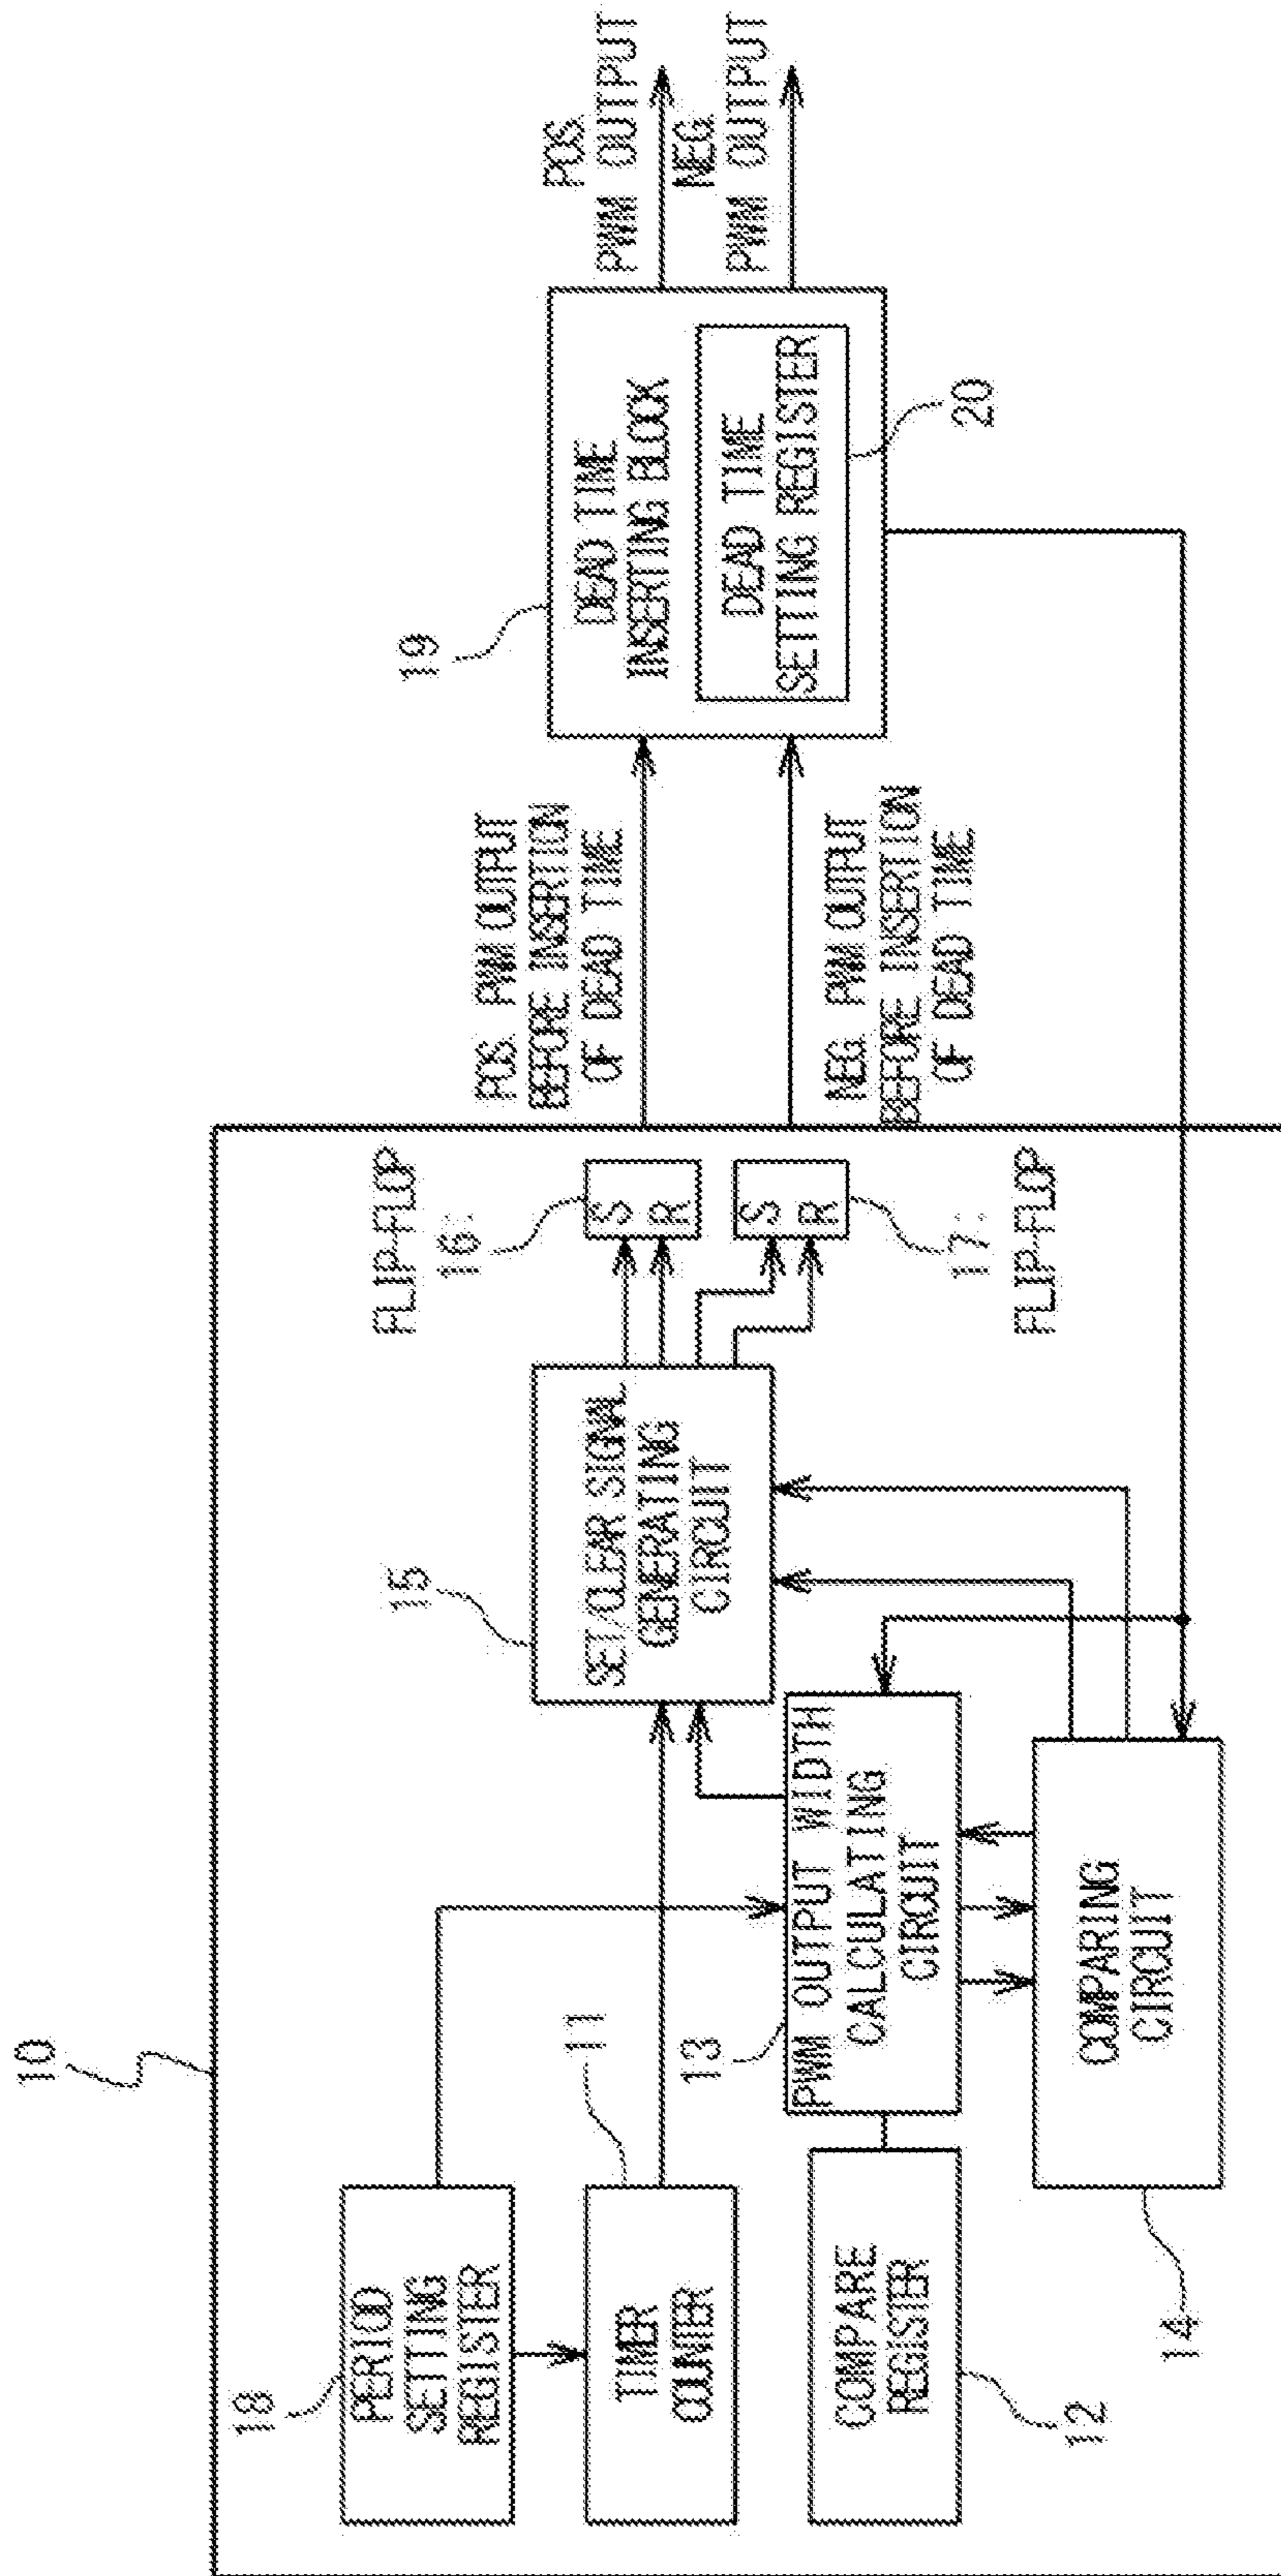 10
18
PERIOD
SETTING
REGISTER
11
TIMER
COUNTER
COMPARE
REGISTER
12
13
PWM OUTPUT WIDTH
CALCULATING
CIRCUIT
COMPARING
CIRCUIT
14
15
SET/CLEAR SIGNAL
GENERATING
CIRCUIT
FLIP-FLOP
16:
S
R
S
R
17:
FLIP-FLOP
POS. PWM OUTPUT
BEFORE INSERTION
OF DEAD TIME
NEG. PWM OUTPUT
BEFORE INSERTION
OF DEAD TIME
19
DEAD TIME
INSERTING BLOCK
DEAD TIME
SETTING REGISTER
20
POS.
PWM OUTPUT
NEG.
PWM OUTPUT